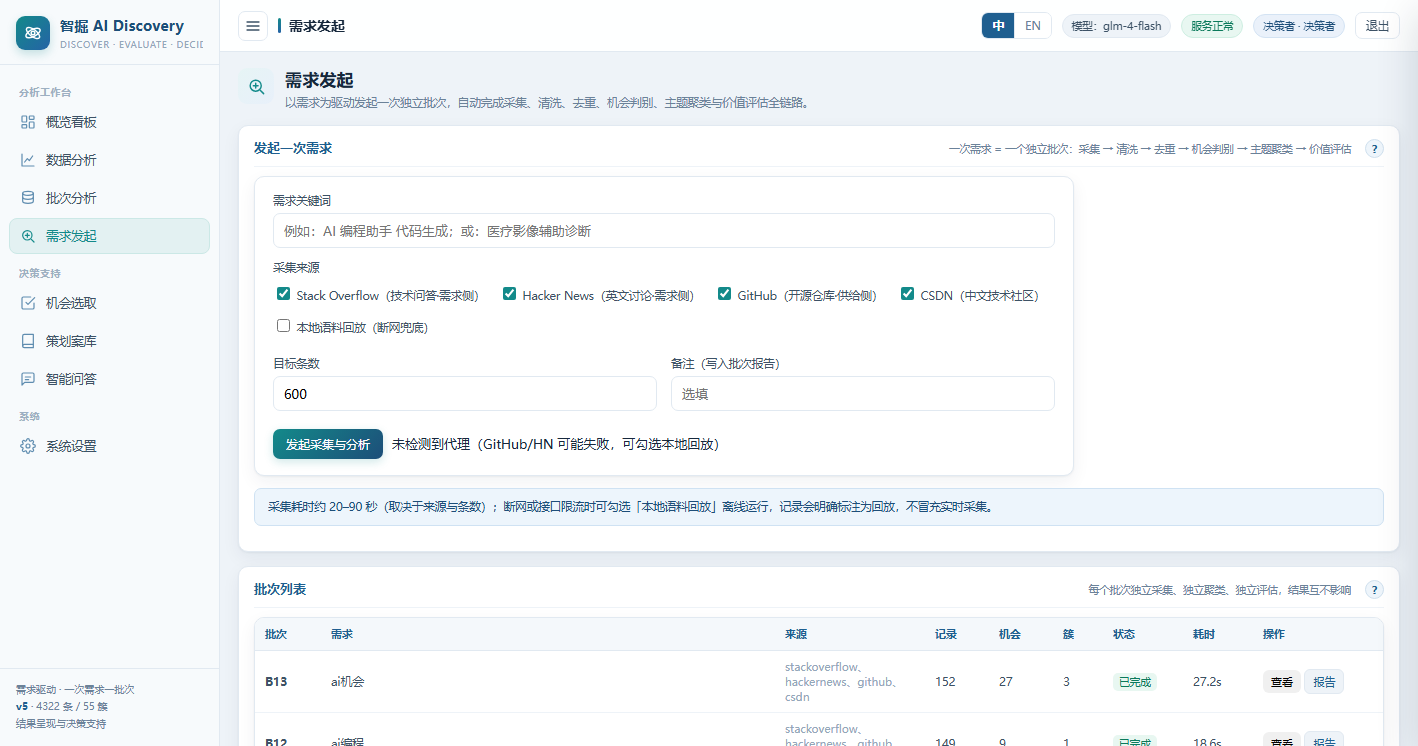 智掘 AI Discovery
DISCOVER · EVALUATE · DECID
分析工作台
概览看板
数据分析
批次分析
需求发起
决策支持
机会选取
策划案库
智能问答
系统
系统设置
需求驱动 · 一次需求一批次
v5 · 4322 条 / 55 簇
结果呈现与决策支持
需求发起
中 EN 模型：glm-4-flash 服务正常 决策者 · 决策者 退出
需求发起
以需求为驱动发起一次独立批次，自动完成采集、清洗、去重、机会判别、主题聚类与价值评估全链路。
发起一次需求 一次需求 = 一个独立批次：采集 → 清洗 → 去重 → 机会判别 → 主题聚类 → 价值评估 ?
需求关键词
例如：AI 编程助手 代码生成；或：医疗影像辅助诊断
采集来源
Stack Overflow（技术问答·需求侧） Hacker News（英文讨论·需求侧） GitHub（开源仓库·供给侧） CSDN（中文技术社区）
本地语料回放（断网兜底）
目标条数 备注（写入批次报告）
600 选填
发起采集与分析 未检测到代理（GitHub/HN 可能失败，可勾选本地回放）
采集耗时约 20–90 秒（取决于来源与条数）；断网或接口限流时可勾选「本地语料回放」离线运行，记录会明确标注为回放，不冒充实时采集。
批次列表 每个批次独立采集、独立聚类、独立评估，结果互不影响 ?
批次 需求 来源 记录 机会 簇 状态 耗时 操作
B13 ai机会 stackoverflow、 152 27 3 已完成 27.2s 查看 报告
hackernews、github、
csdn
B12 ai编程 stackoverflow、 149 9 1 已完成 18.6s 查看 报告
hackernews、github